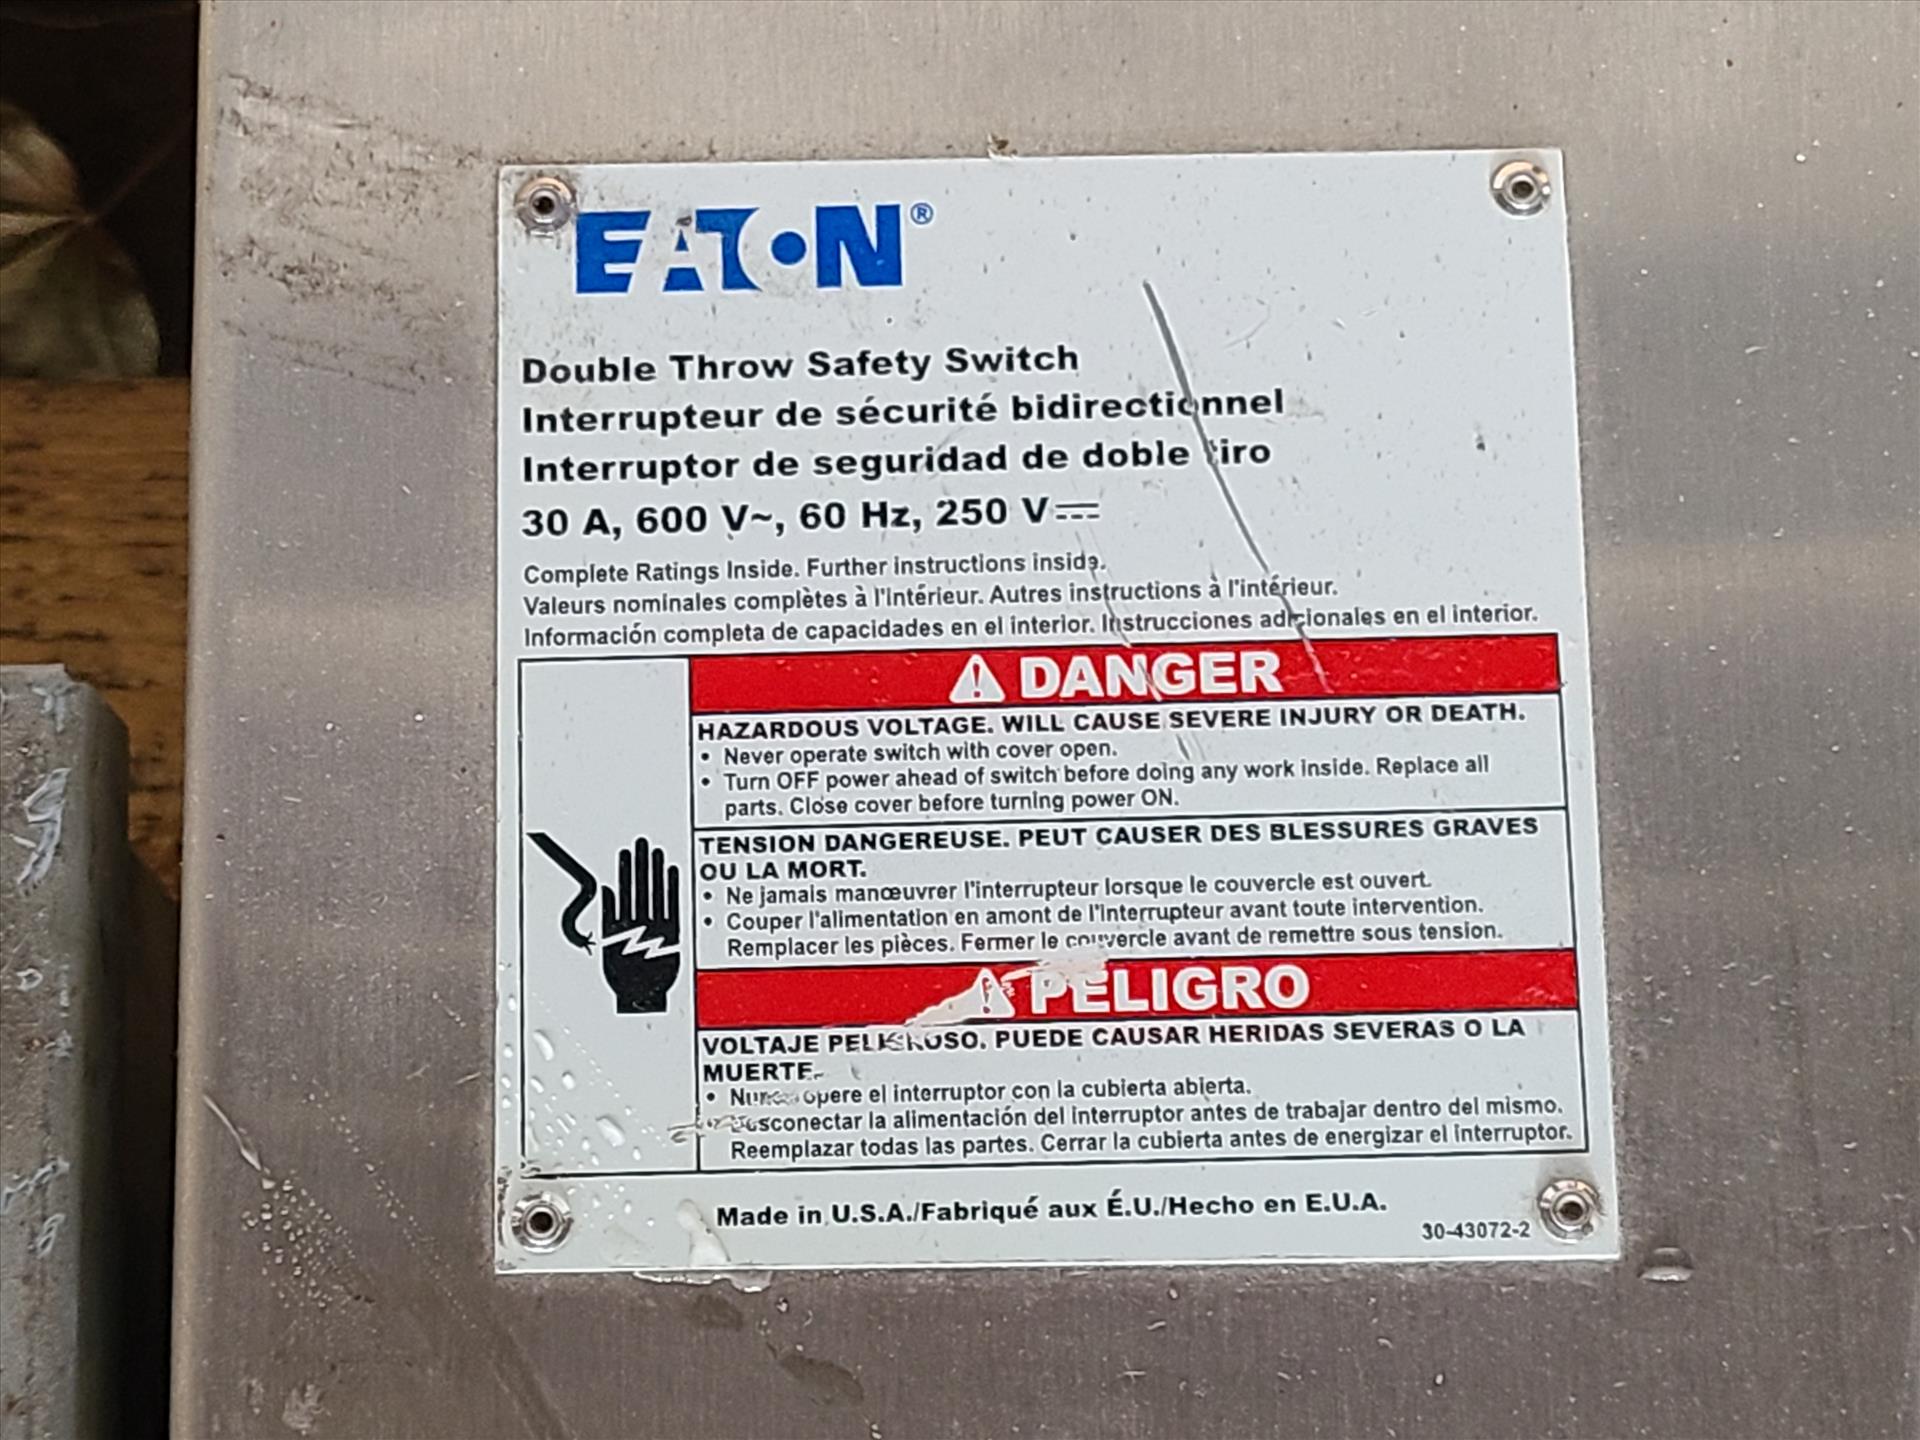 EATON®
Double Throw Safety Switch
Interrupteur de sécurité bidirectionnel
Interruptor de seguridad de doble tiro
30 A, 600 V~, 60 Hz, 250 V⎓
Complete Ratings Inside. Further instructions inside.
Valeurs nominales complètes à l'intérieur. Autres instructions à l'intérieur.
Información completa de capacidades en el interior. Instrucciones adicionales en el interior.
⚠ DANGER
HAZARDOUS VOLTAGE. WILL CAUSE SEVERE INJURY OR DEATH.
• Never operate switch with cover open.
• Turn OFF power ahead of switch before doing any work inside. Replace all
parts. Close cover before turning power ON.
TENSION DANGEREUSE. PEUT CAUSER DES BLESSURES GRAVES
OU LA MORT.
• Ne jamais manœuvrer l'interrupteur lorsque le couvercle est ouvert.
• Couper l'alimentation en amont de l'interrupteur avant toute intervention.
Remplacer les pièces. Fermer le couvercle avant de remettre sous tension.
⚠ PELIGRO
VOLTAJE PELIGROSO. PUEDE CAUSAR HERIDAS SEVERAS O LA
MUERTE.
• Nunca opere el interruptor con la cubierta abierta.
Desconectar la alimentación del interruptor antes de trabajar dentro del mismo.
Reemplazar todas las partes. Cerrar la cubierta antes de energizar el interruptor.
Made in U.S.A./Fabriqué aux É.U./Hecho en E.U.A.
30-43072-2